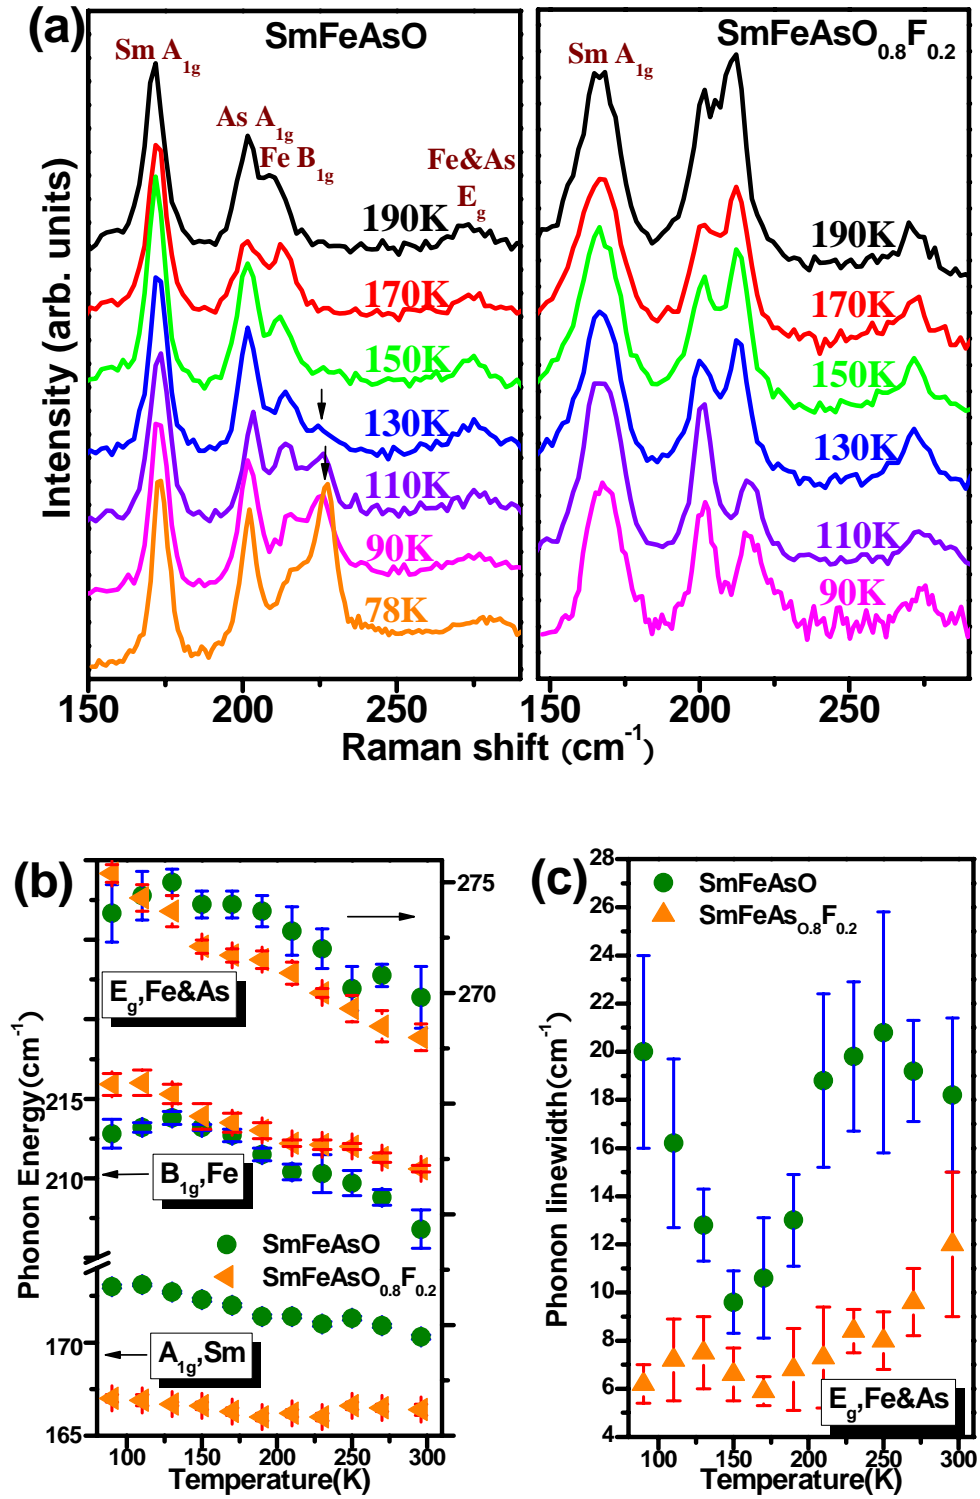 (a)
SmFeAsO
SmFeAsO0.8F0.2
Sm A1g
Sm A1g
As A1g
Fe B1g
Fe&As
Eg
190K
170K
150K
130K
110K
90K
78K
190K
170K
150K
130K
110K
90K
Intensity (arb. units)
150 200 250
150 200 250
Raman shift (cm-1)
(b)
275
270
Eg,Fe&As
215
B1g,Fe
210
SmFeAsO
SmFeAsO0.8F0.2
170
A1g,Sm
165
Phonon Energy(cm-1)
100 150 200 250 300
Temperature(K)
(c)
28
26
24
22
20
18
16
14
12
10
8
6
4
SmFeAsO
SmFeAsO.8F0.2
Eg,Fe&As
Phonon linewidth(cm-1)
100 150 200 250 300
Temperature(K)